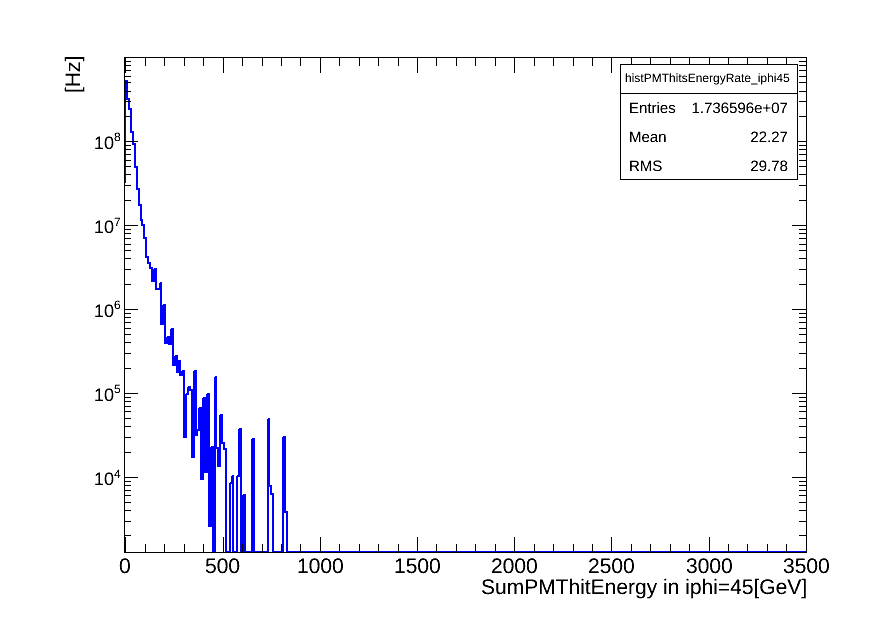 [Hz]
histPMThitsEnergyRate_iphi45
Entries 1.736596e+07
Mean 22.27
RMS 29.78
10^8
10^7
10^6
10^5
10^4
0 500 1000 1500 2000 2500 3000 3500
SumPMThitEnergy in iphi=45[GeV]